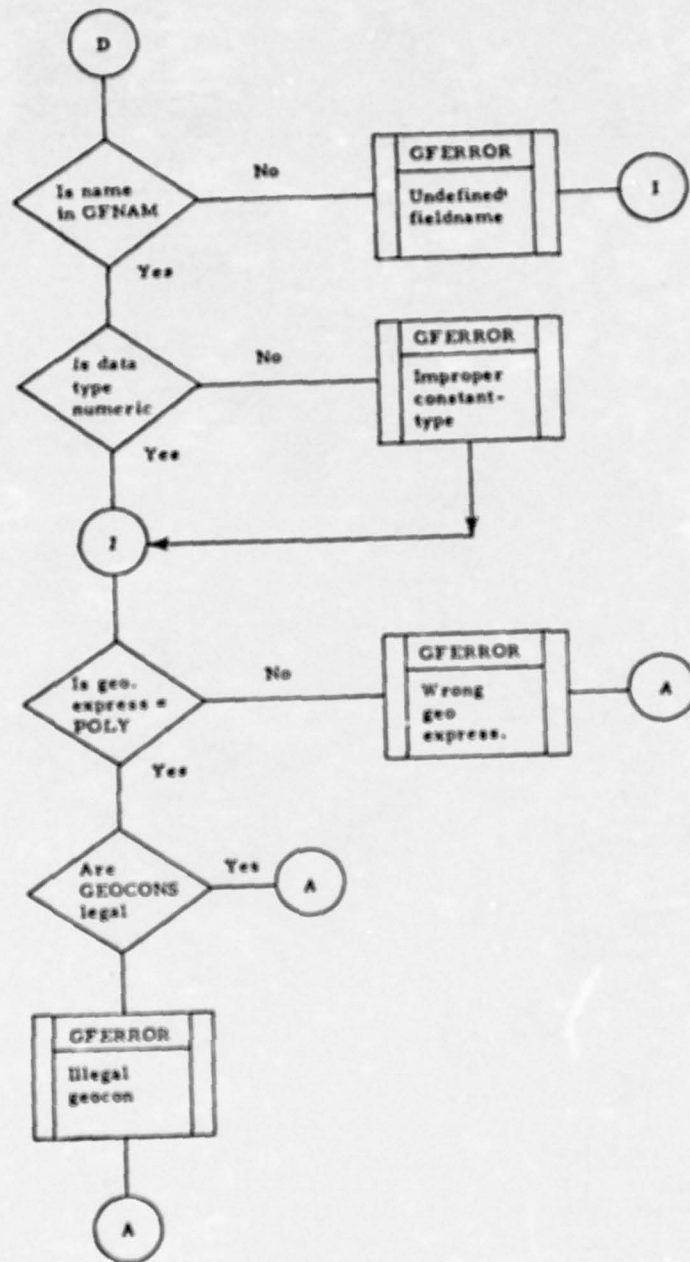 D
Is name
in GFNAM
No
GFERROR
Undefined
fieldname
I
Yes
Is data
type
numeric
No
GFERROR
Improper
constant-
type
Yes
I
Is geo.
express =
POLY
No
GFERROR
Wrong
geo
express.
A
Yes
Are
GEOCONS
legal
Yes
A
GFERROR
Illegal
geocon
A